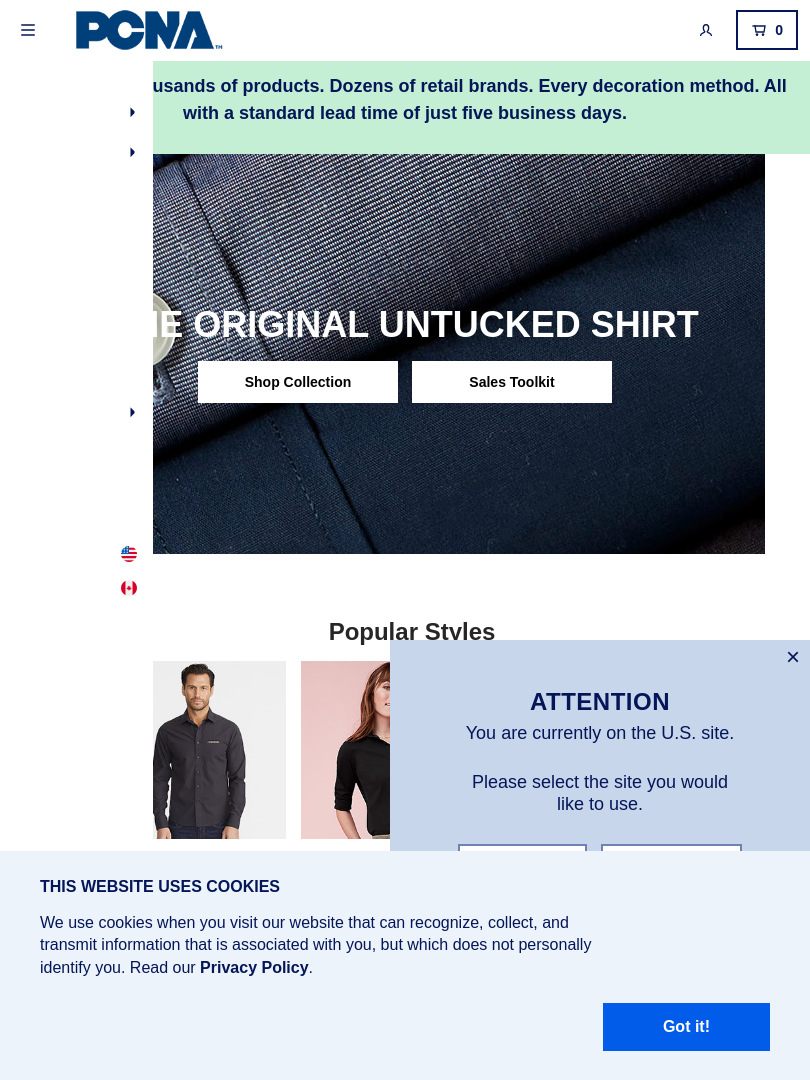 PCNA™
0
usands of products. Dozens of retail brands. Every decoration method. All
with a standard lead time of just five business days.
E ORIGINAL UNTUCKED SHIRT
Shop Collection
Sales Toolkit
Popular Styles
×
ATTENTION
You are currently on the U.S. site.
Please select the site you would
like to use.
THIS WEBSITE USES COOKIES
We use cookies when you visit our website that can recognize, collect, and
transmit information that is associated with you, but which does not personally
identify you. Read our Privacy Policy.
Got it!